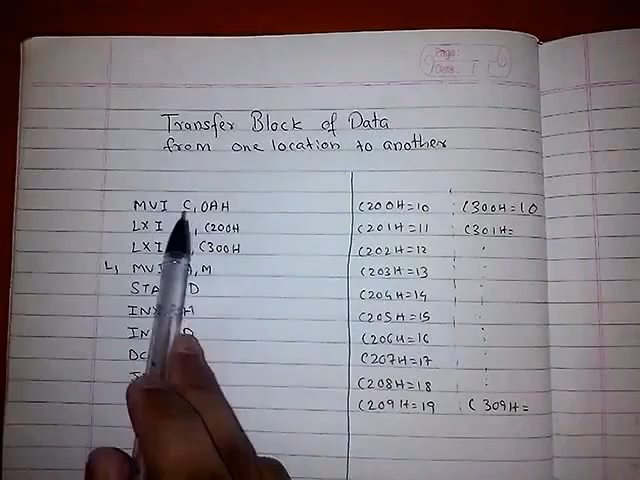 Page:
Date:
Transfer Block of Data
from one location to another
MVI C, 0AH
LXI , C200H
LXI , C300H
L1 MVI , M
STA D
INX H
IN D
C200H=10
C201H=11
C202H=12
C203H=13
C204H=14
C205H=15
C206H=16
C207H=17
C208H=18
C209H=19
C300H=10
C301H=
C309H=